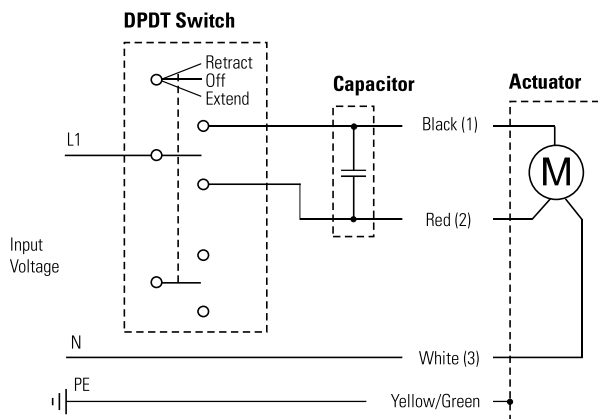 DPDT Switch
Retract
Off
Extend
Capacitor
Actuator
L1
Black (1)
M
Red (2)
Input
Voltage
N
White (3)
PE
Yellow/Green